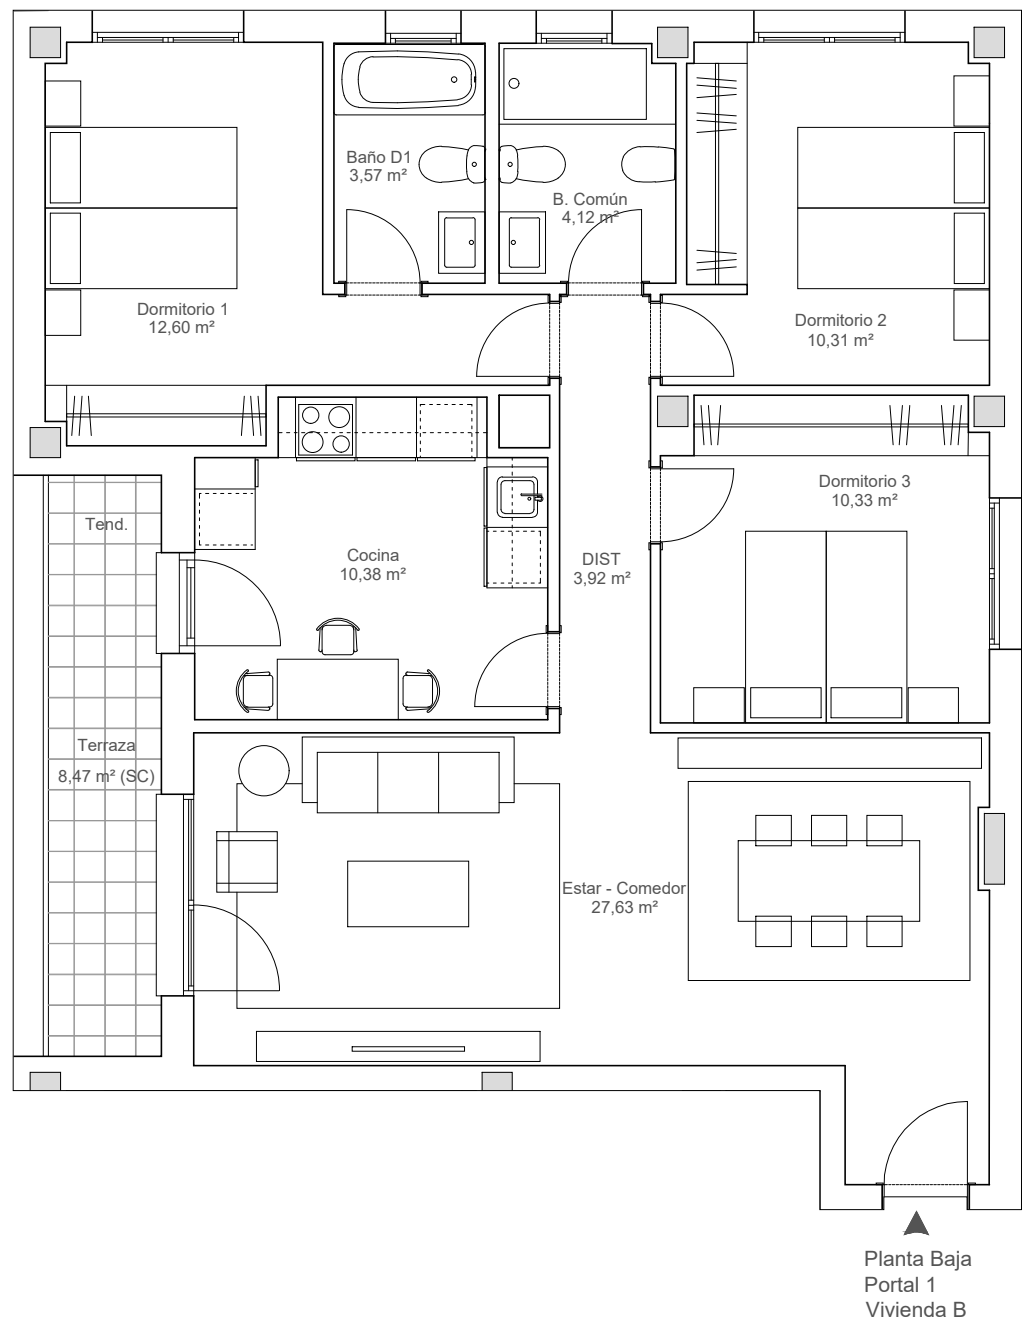 Baño D1
3,57 m²
B. Común
4,12 m²
Dormitorio 1
12,60 m²
Dormitorio 2
10,31 m²
Dormitorio 3
10,33 m²
Tend.
Cocina
10,38 m²
DIST
3,92 m²
Terraza
8,47 m² (SC)
Estar - Comedor
27,63 m²
Planta Baja
Portal 1
Vivienda B